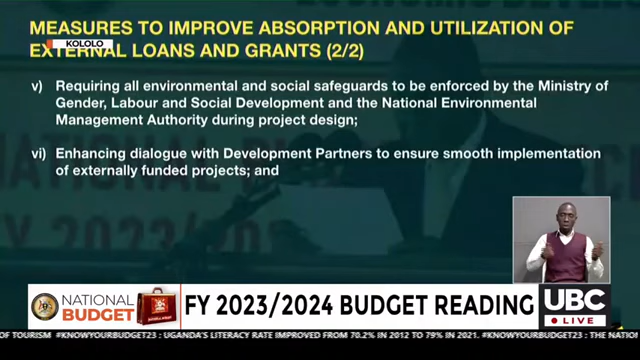 MEASURES TO IMPROVE ABSORPTION AND UTILIZATION OF
EXTERNAL LOANS AND GRANTS (2/2)
KOLOLO
v) Requiring all environmental and social safeguards to be enforced by the Ministry of
Gender, Labour and Social Development and the National Environmental
Management Authority during project design;
vi) Enhancing dialogue with Development Partners to ensure smooth implementation
of externally funded projects; and
NATIONAL
BUDGET
FY 2023/2024 BUDGET READING
UBC
LIVE
OF TOURISM #KNOWYOURBUDGET23 : UGANDA'S LITERACY RATE IMPROVED FROM 70.2% IN 2012 TO 79% IN 2021. #KNOWYOURBUDGET23 : THE NATION